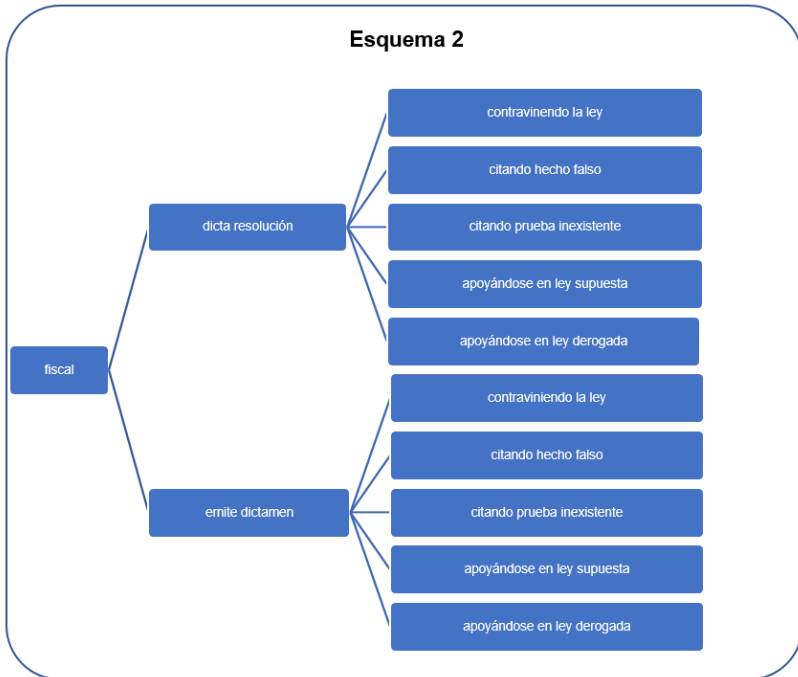 Esquema 2
fiscal
dicta resolución
contravinendo la ley
citando hecho falso
citando prueba inexistente
apoyándose en ley supuesta
apoyándose en ley derogada
emite dictamen
contraviniendo la ley
citando hecho falso
citando prueba inexistente
apoyándose en ley supuesta
apoyándose en ley derogada